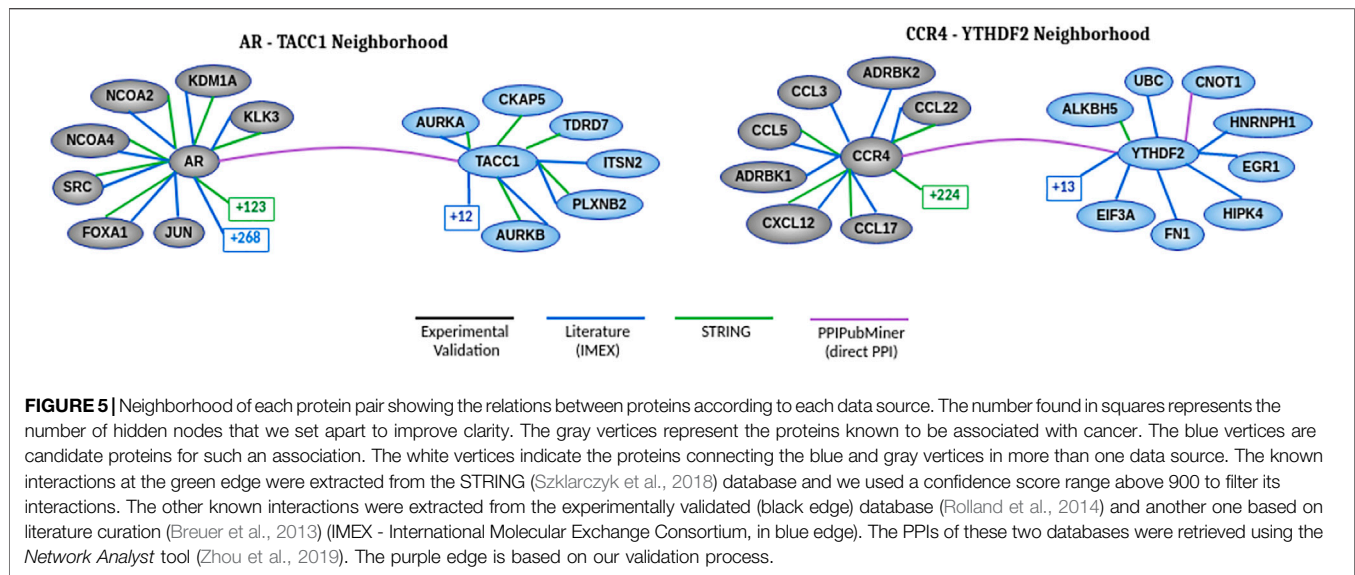 AR - TACC1 Neighborhood
CCR4 - YTHDF2 Neighborhood
NCOA2
KDM1A
KLK3
NCOA4
AR
SRC
FOXA1
JUN
+123
+268
CKAP5
AURKA
TDRD7
TACC1
ITSN2
PLXNB2
+12
AURKB
ADRBK2
CCL3
CCL22
CCL5
CCR4
ADRBK1
CXCL12
CCL17
+224
UBC
CNOT1
ALKBH5
HNRNPH1
YTHDF2
EGR1
+13
EIF3A
HIPK4
FN1
Experimental
Validation
Literature
(IMEX)
STRING
PPIPubMiner
(direct PPI)
FIGURE 5 | Neighborhood of each protein pair showing the relations between proteins according to each data source. The number found in squares represents the
number of hidden nodes that we set apart to improve clarity. The gray vertices represent the proteins known to be associated with cancer. The blue vertices are
candidate proteins for such an association. The white vertices indicate the proteins connecting the blue and gray vertices in more than one data source. The known
interactions at the green edge were extracted from the STRING (Szklarczyk et al., 2018) database and we used a confidence score range above 900 to filter its
interactions. The other known interactions were extracted from the experimentally validated (black edge) database (Rolland et al., 2014) and another one based on
literature curation (Breuer et al., 2013) (IMEX - International Molecular Exchange Consortium, in blue edge). The PPIs of these two databases were retrieved using the
Network Analyst tool (Zhou et al., 2019). The purple edge is based on our validation process.